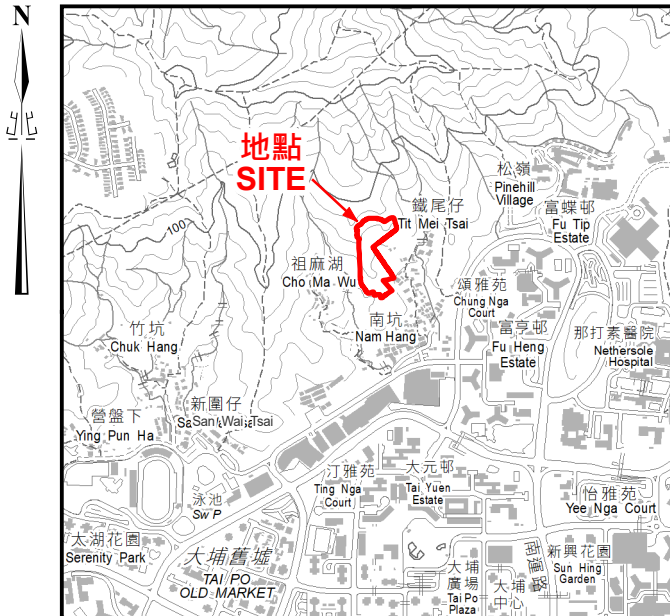 N
地點
SITE
松嶺
Pinehill
Village
鐵尾仔
Tit Mei Tsai
富蝶邨
Fu Tip
Estate
100
祖麻湖
Cho Ma Wu
頌雅苑
Chung Nga
Court
南坑
Nam Hang
富亨邨
Fu Heng
Estate
那打素醫院
Nethersole
Hospital
竹坑
Chuk Hang
新圍仔
San Wai Tsai
營盤下
Ying Pun Ha
汀雅苑
Ting Nga
Court
大元邨
Tai Yuen
Estate
怡雅苑
Yee Nga Court
泳池
Sw P
太湖花園
Serenity Park
大埔舊墟
TAI PO
OLD MARKET
大埔
廣場
Tai Po
Plaza
大埔
中心
南運路
新興花園
Sun Hing
Garden